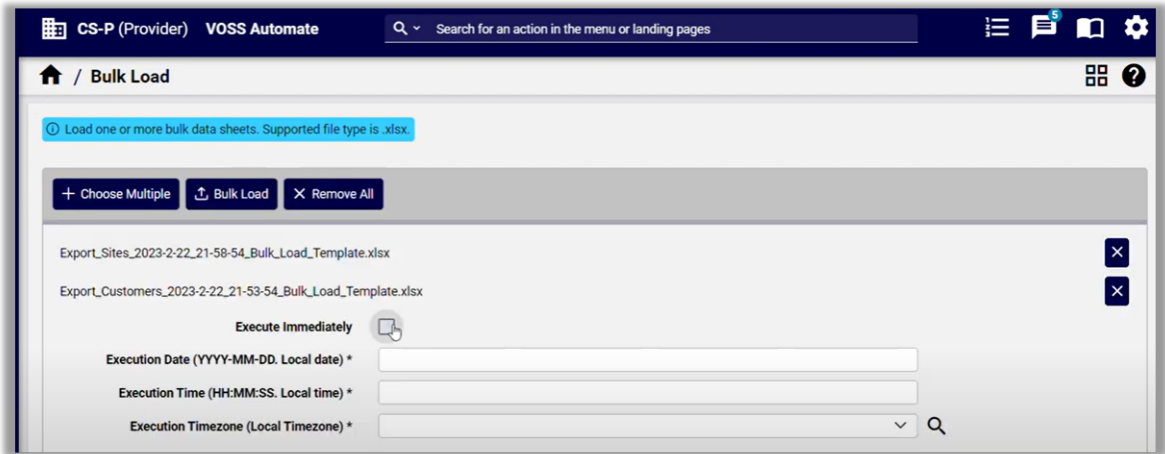 CS-P (Provider) VOSS Automate Search for an action in the menu or landing pages 5
/ Bulk Load
Load one or more bulk data sheets. Supported file type is .xlsx.
Choose Multiple Bulk Load Remove All
Export_Sites_2023-2-22_21-58-54_Bulk_Load_Template.xlsx
Export_Customers_2023-2-22_21-53-54_Bulk_Load_Template.xlsx
Execute Immediately
Execution Date (YYYY-MM-DD. Local date) *
Execution Time (HH:MM:SS. Local time) *
Execution Timezone (Local Timezone) *